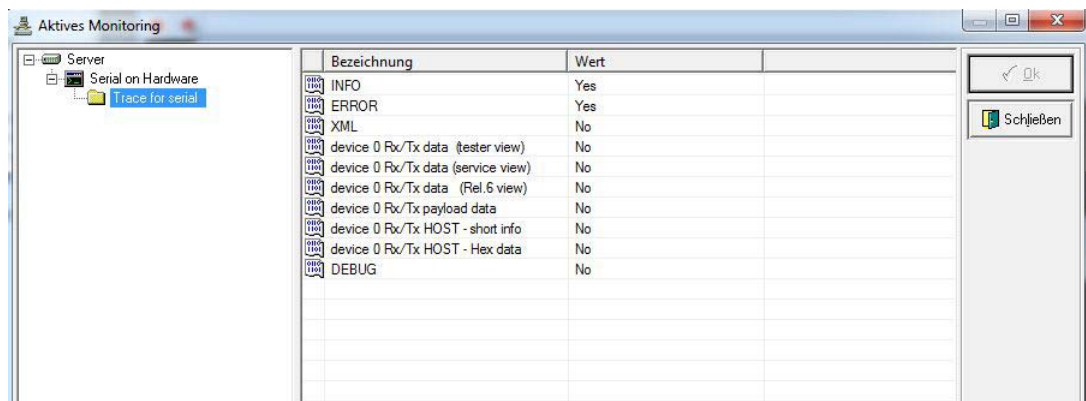 Aktives Monitoring
Server
Serial on Hardware
Trace for serial
Bezeichnung Wert
INFO Yes
ERROR Yes
XML No
device 0 Rx/Tx data (tester view) No
device 0 Rx/Tx data (service view) No
device 0 Rx/Tx data (Rel.6 view) No
device 0 Rx/Tx payload data No
device 0 Rx/Tx HOST - short info No
device 0 Rx/Tx HOST - Hex data No
DEBUG No
Ok
Schließen